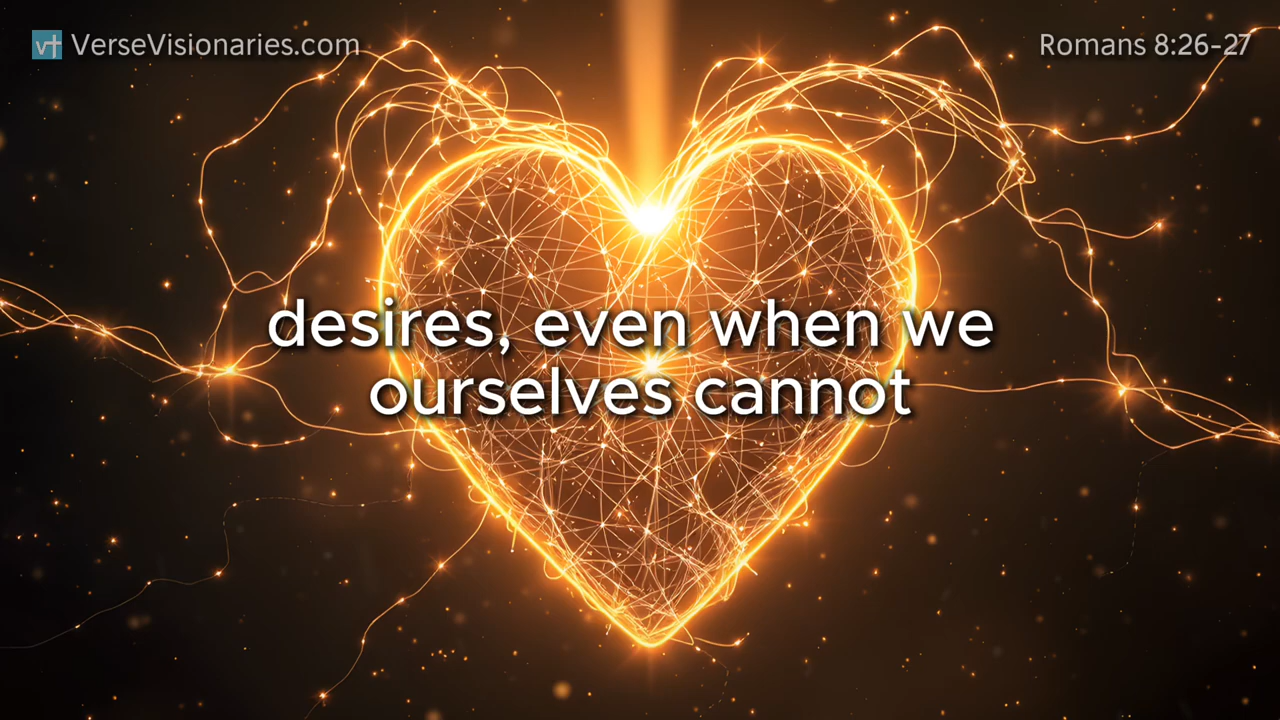 VerseVisionaries.com
Romans 8:26-27
desires, even when we
ourselves cannot